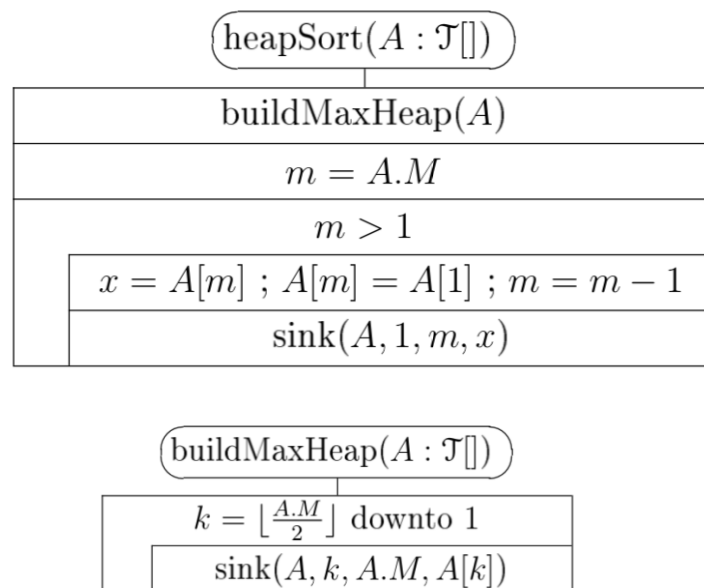 heapSort(A : 𝒯[])
buildMaxHeap(A)
m = A.M
m > 1
x = A[m] ; A[m] = A[1] ; m = m − 1
sink(A, 1, m, x)
buildMaxHeap(A : 𝒯[])
k = ⌊A.M/2⌋ downto 1
sink(A, k, A.M, A[k])